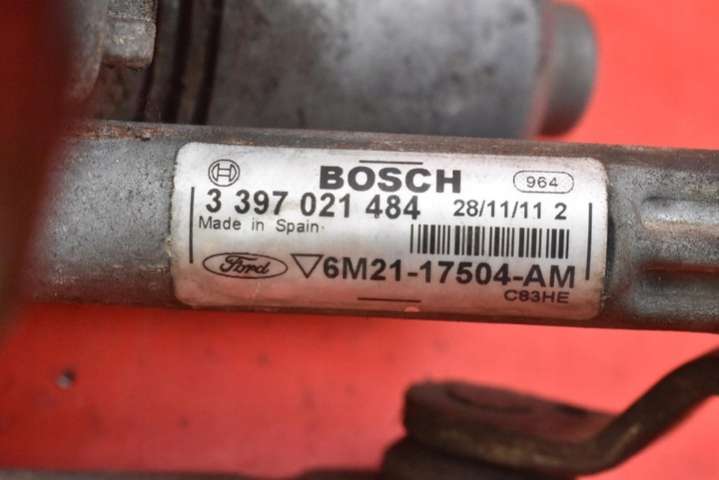 BOSCH 964
3 397 021 484 28/11/11 2
Made in Spain
Ford 6M21-17504-AM
C83HE